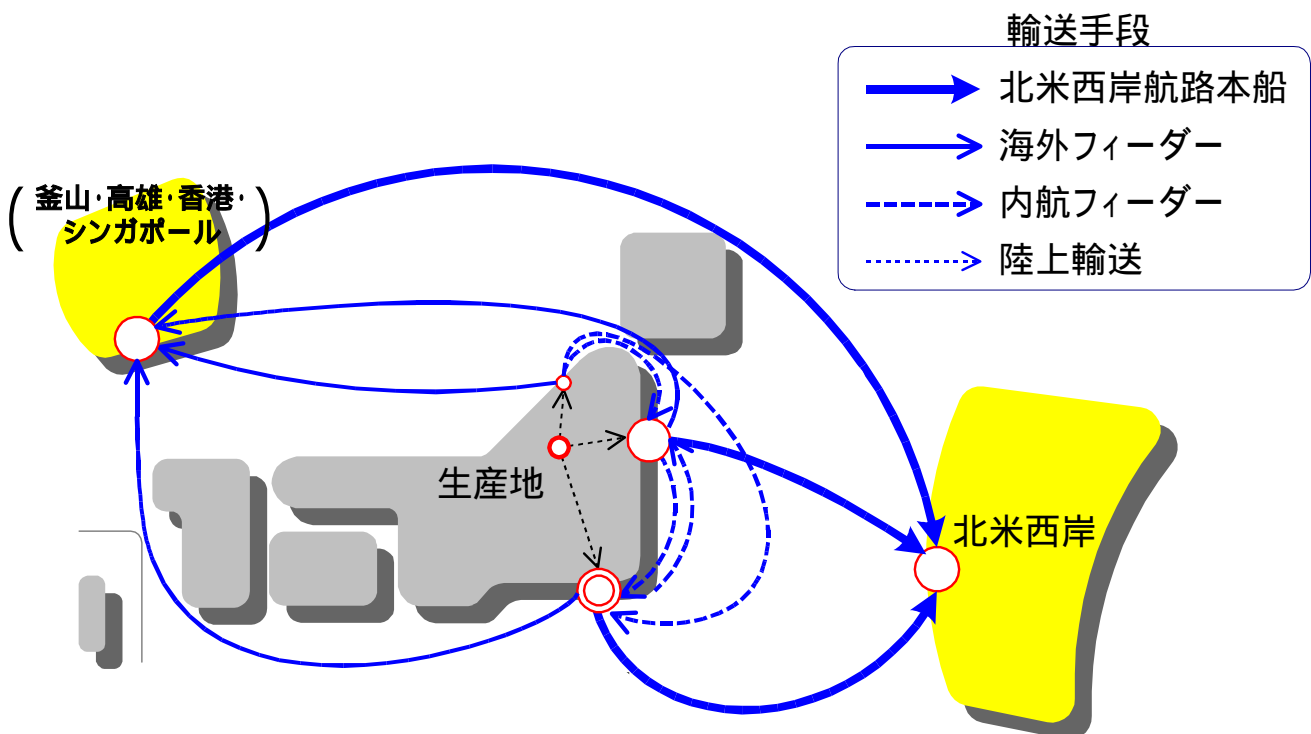 輸送手段
北米西岸航路本船
海外フィーダー
内航フィーダー
陸上輸送
(釜山・高雄・香港・
シンガポール)
生産地
北米西岸